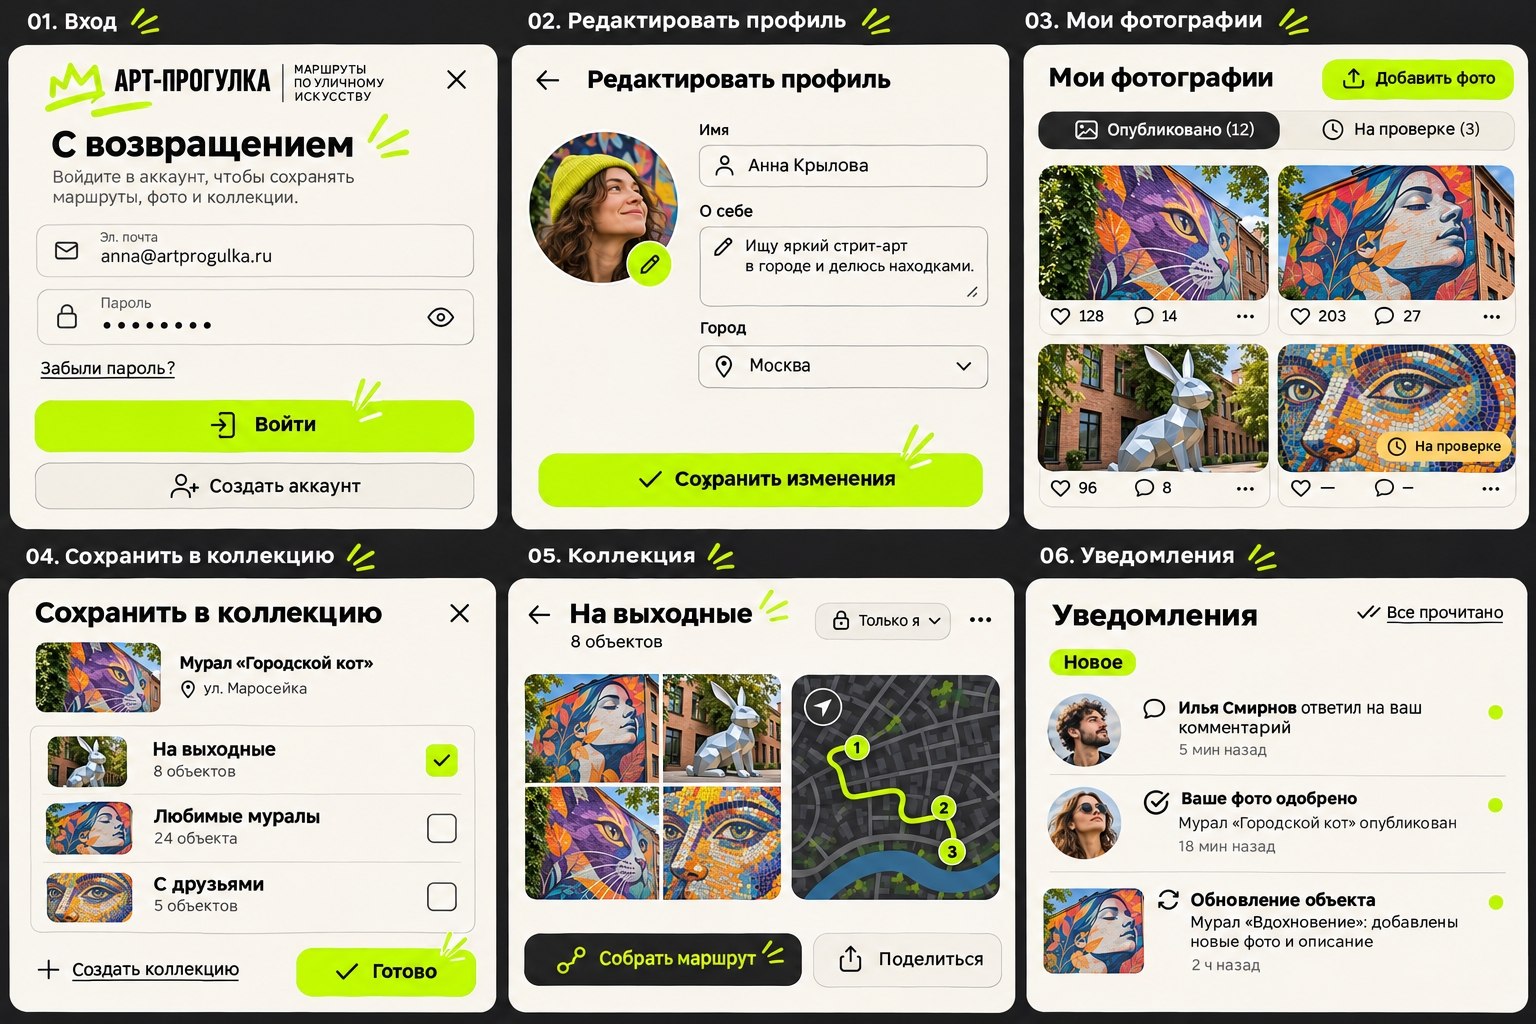 01. Вход
АРТ-ПРОГУЛКА
МАРШРУТЫ
ПО УЛИЧНОМУ
ИСКУССТВУ
С возвращением
Войдите в аккаунт, чтобы сохранять
маршруты, фото и коллекции.
Эл. почта
anna@artprogulka.ru
Пароль
Забыли пароль?
Войти
Создать аккаунт
02. Редактировать профиль
Редактировать профиль
Имя
Анна Крылова
О себе
Ищу яркий стрит-арт
в городе и делюсь находками.
Город
Москва
Сохранить изменения
03. Мои фотографии
Мои фотографии
Добавить фото
Опубликовано (12)
На проверке (3)
128 14
203 27
96 8
На проверке
— –
04. Сохранить в коллекцию
Сохранить в коллекцию
Мурал «Городской кот»
ул. Маросейка
На выходные
8 объектов
Любимые муралы
24 объекта
С друзьями
5 объектов
Создать коллекцию
Готово
05. Коллекция
На выходные
8 объектов
Только я
1
2
3
Собрать маршрут
Поделиться
06. Уведомления
Уведомления
Все прочитано
Новое
Илья Смирнов ответил на ваш
комментарий
5 мин назад
Ваше фото одобрено
Мурал «Городской кот» опубликован
18 мин назад
Обновление объекта
Мурал «Вдохновение»: добавлены
новые фото и описание
2 ч назад